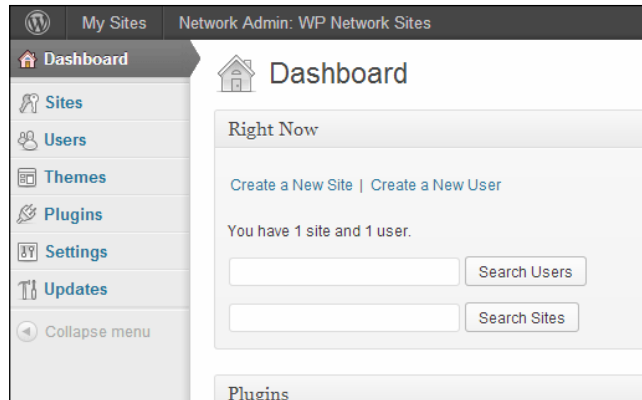 My Sites Network Admin: WP Network Sites
Dashboard
Sites
Users
Themes
Plugins
Settings
Updates
Collapse menu
Dashboard
Right Now
Create a New Site | Create a New User
You have 1 site and 1 user.
Search Users
Search Sites
Plugins